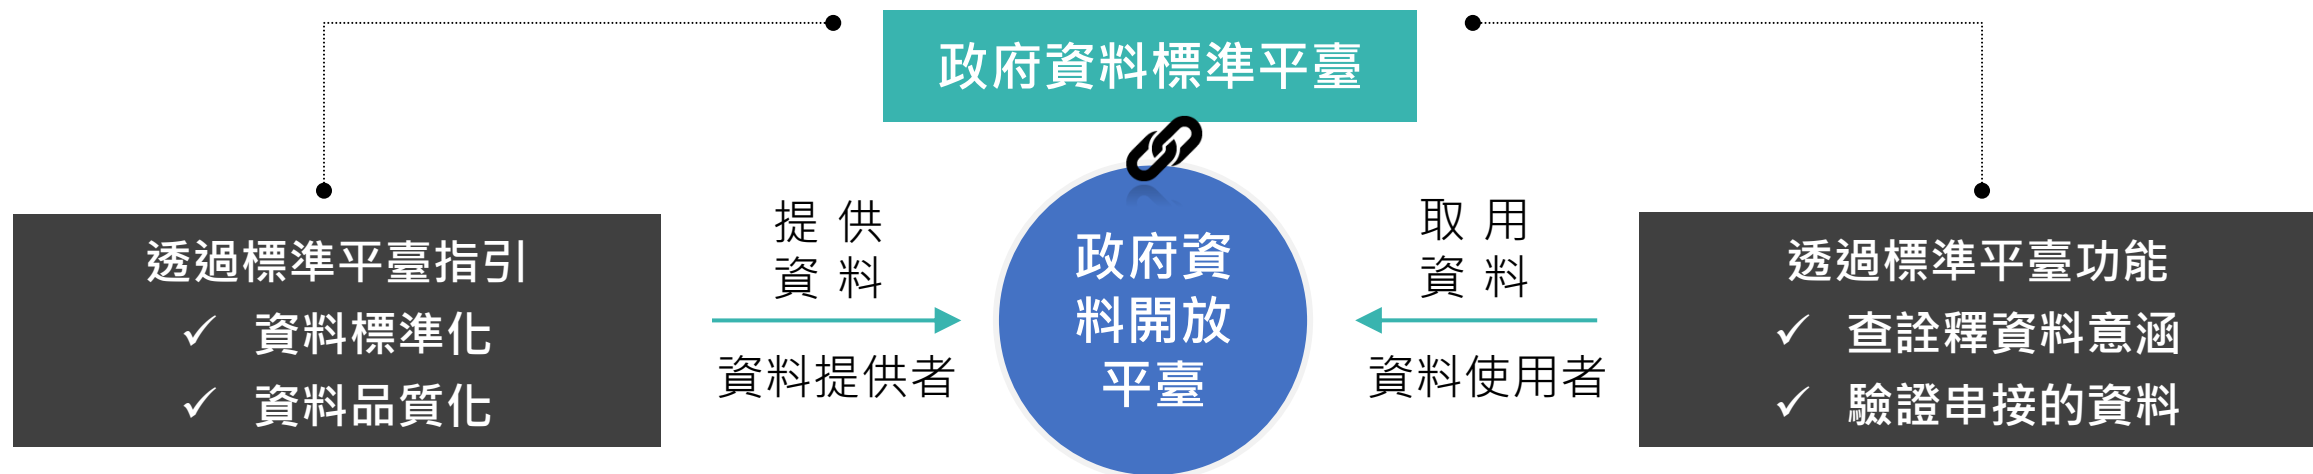 政府資料標準平臺
透過標準平臺指引
資料標準化
資料品質化
提供
資料
資料提供者
政府資
料開放
平臺
取用
資料
資料使用者
透過標準平臺功能
查詮釋資料意涵
驗證串接的資料